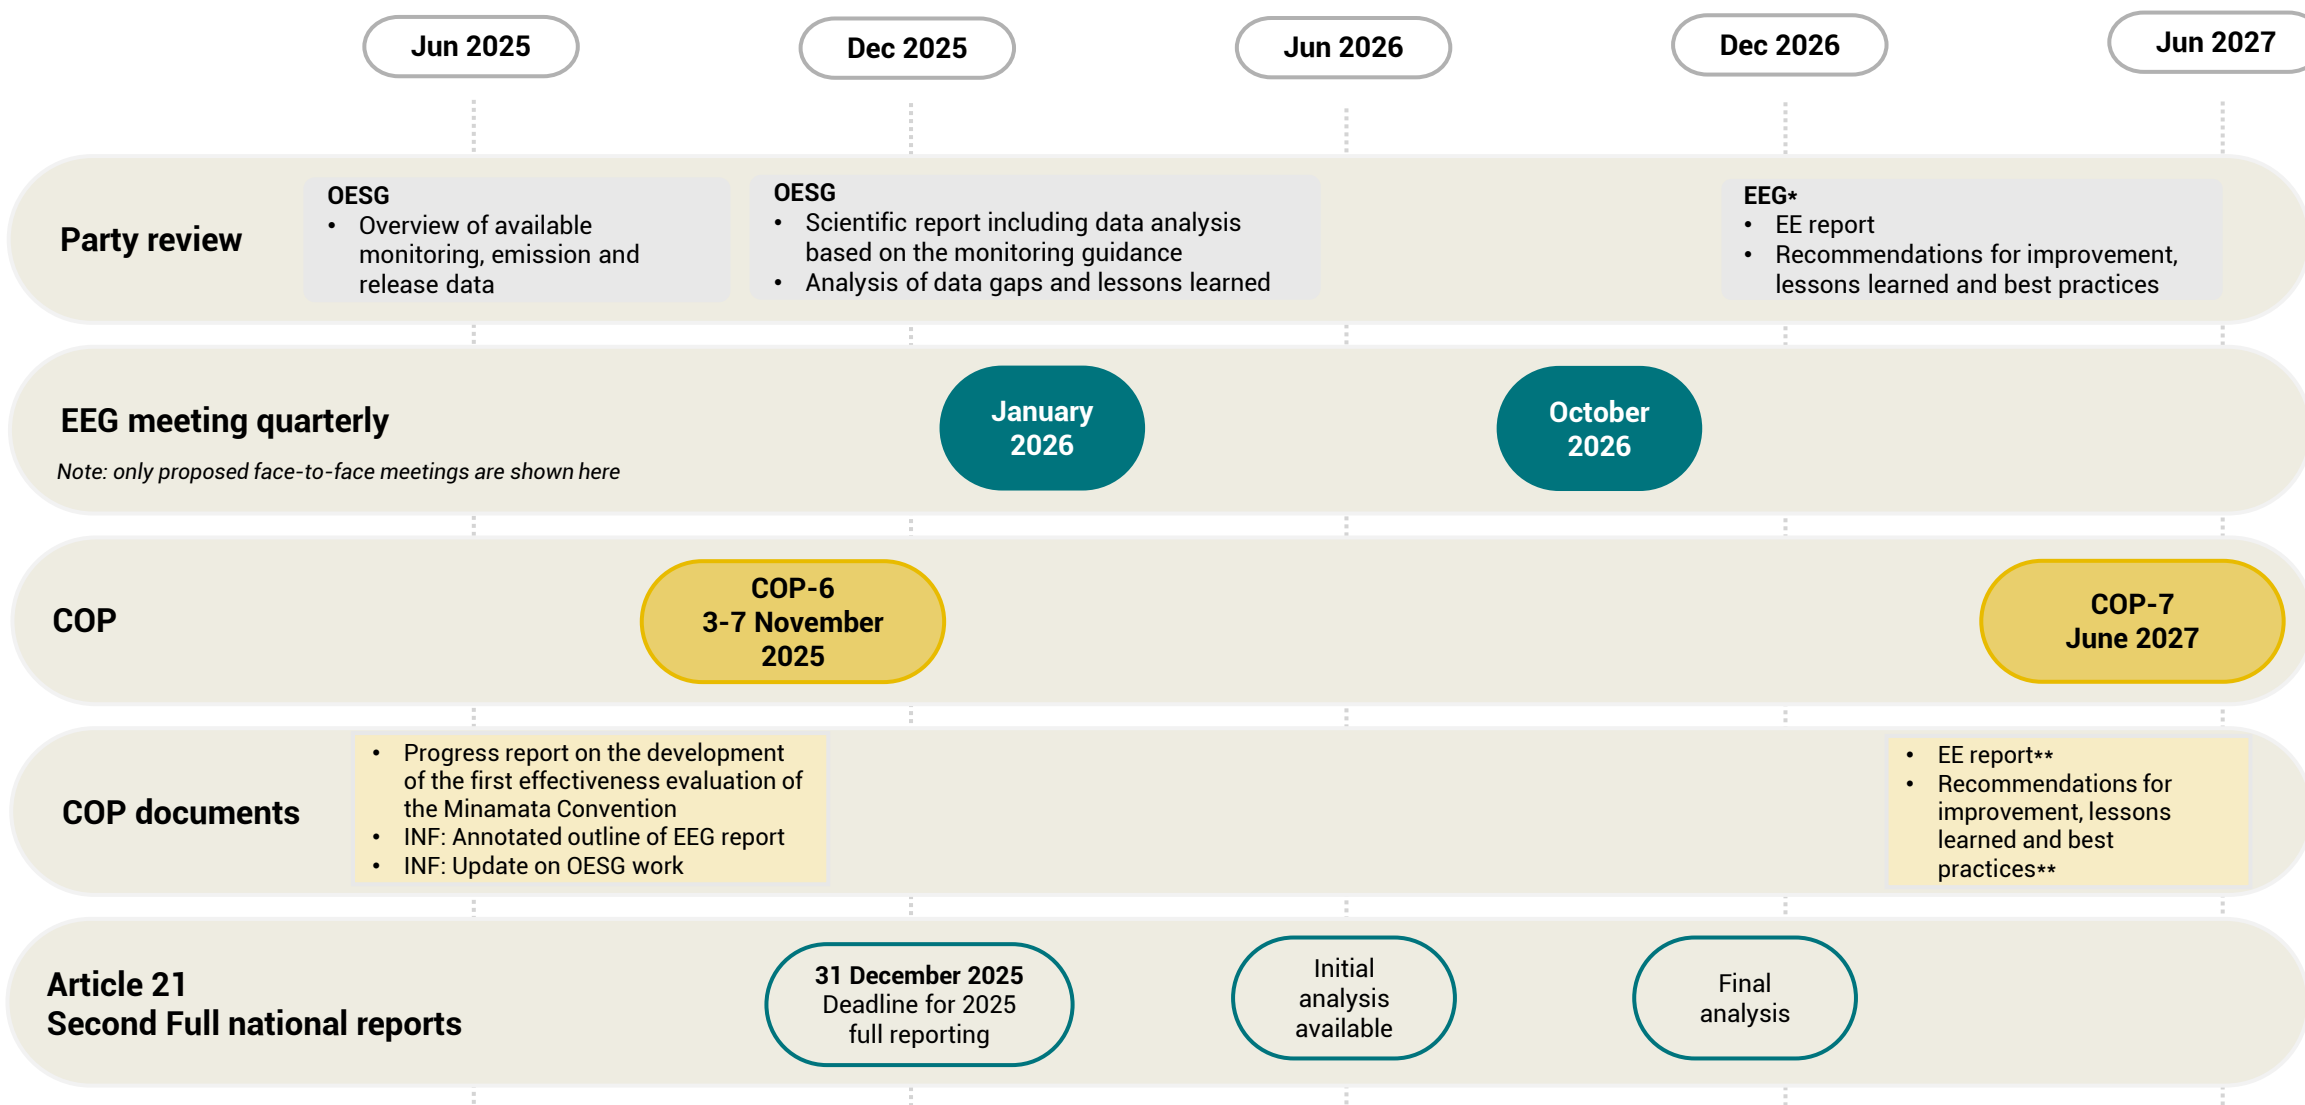 Jun 2025
Dec 2025
Jun 2026
Dec 2026
Jun 2027
Party review
OESG
• Overview of available
monitoring, emission and
release data
OESG
• Scientific report including data analysis
based on the monitoring guidance
• Analysis of data gaps and lessons learned
EEG*
• EE report
• Recommendations for improvement,
lessons learned and best practices
EEG meeting quarterly
Note: only proposed face-to-face meetings are shown here
January
2026
October
2026
COP
COP-6
3-7 November
2025
COP-7
June 2027
COP documents
• Progress report on the development
of the first effectiveness evaluation of
the Minamata Convention
• INF: Annotated outline of EEG report
• INF: Update on OESG work
• EE report**
• Recommendations for
improvement, lessons
learned and best
practices**
Article 21
Second Full national reports
31 December 2025
Deadline for 2025
full reporting
Initial
analysis
available
Final
analysis